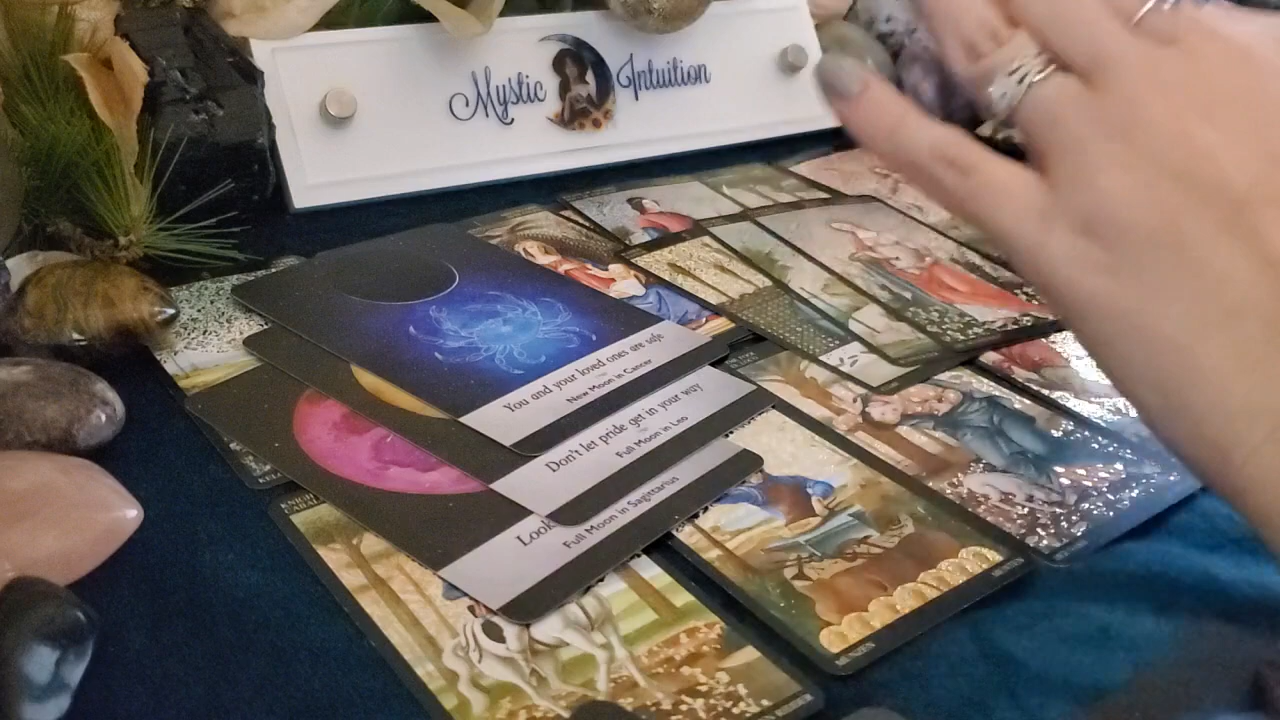 Mystic Intuition
You and your loved ones are safe
New Moon in Cancer
Don't let pride get in your way
Full Moon in Leo
Look
Full Moon in Sagittarius